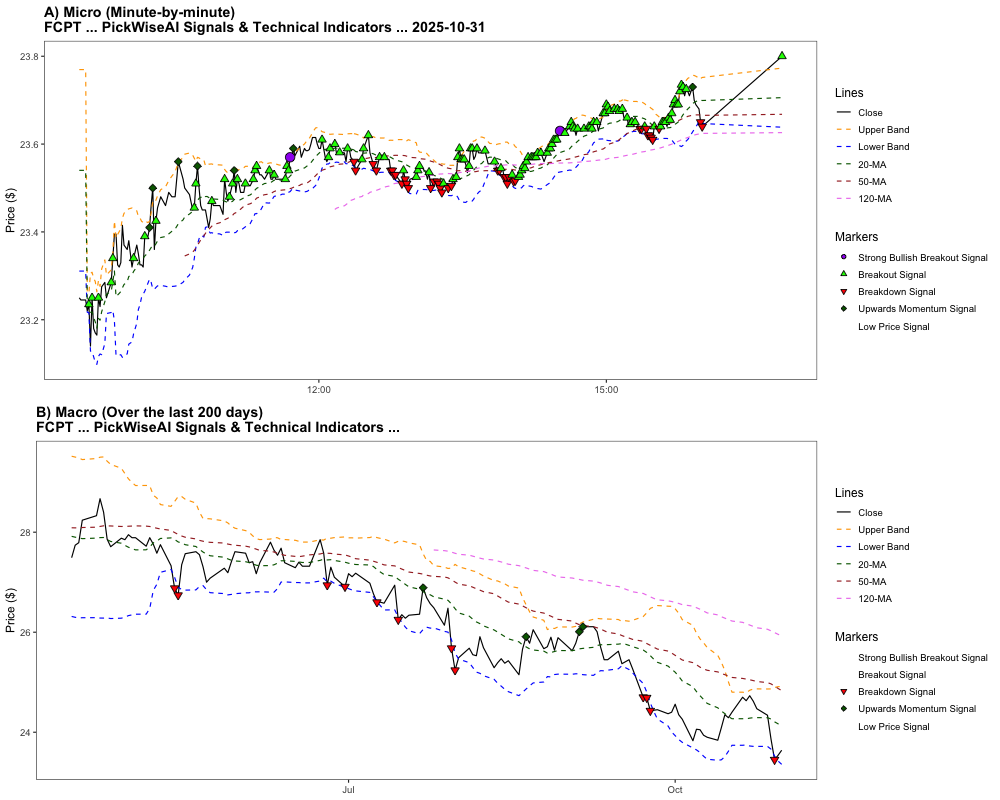 A) Micro (Minute-by-minute)
FCPT ... PickWiseAI Signals & Technical Indicators ... 2025-10-31
Price ($)
23.8
23.6
23.4
23.2
12:00
15:00
Lines
Close
Upper Band
Lower Band
20-MA
50-MA
120-MA
Markers
Strong Bullish Breakout Signal
Breakout Signal
Breakdown Signal
Upwards Momentum Signal
Low Price Signal
B) Macro (Over the last 200 days)
FCPT ... PickWiseAI Signals & Technical Indicators ...
Price ($)
28
26
24
Jul
Oct
Lines
Close
Upper Band
Lower Band
20-MA
50-MA
120-MA
Markers
Strong Bullish Breakout Signal
Breakout Signal
Breakdown Signal
Upwards Momentum Signal
Low Price Signal